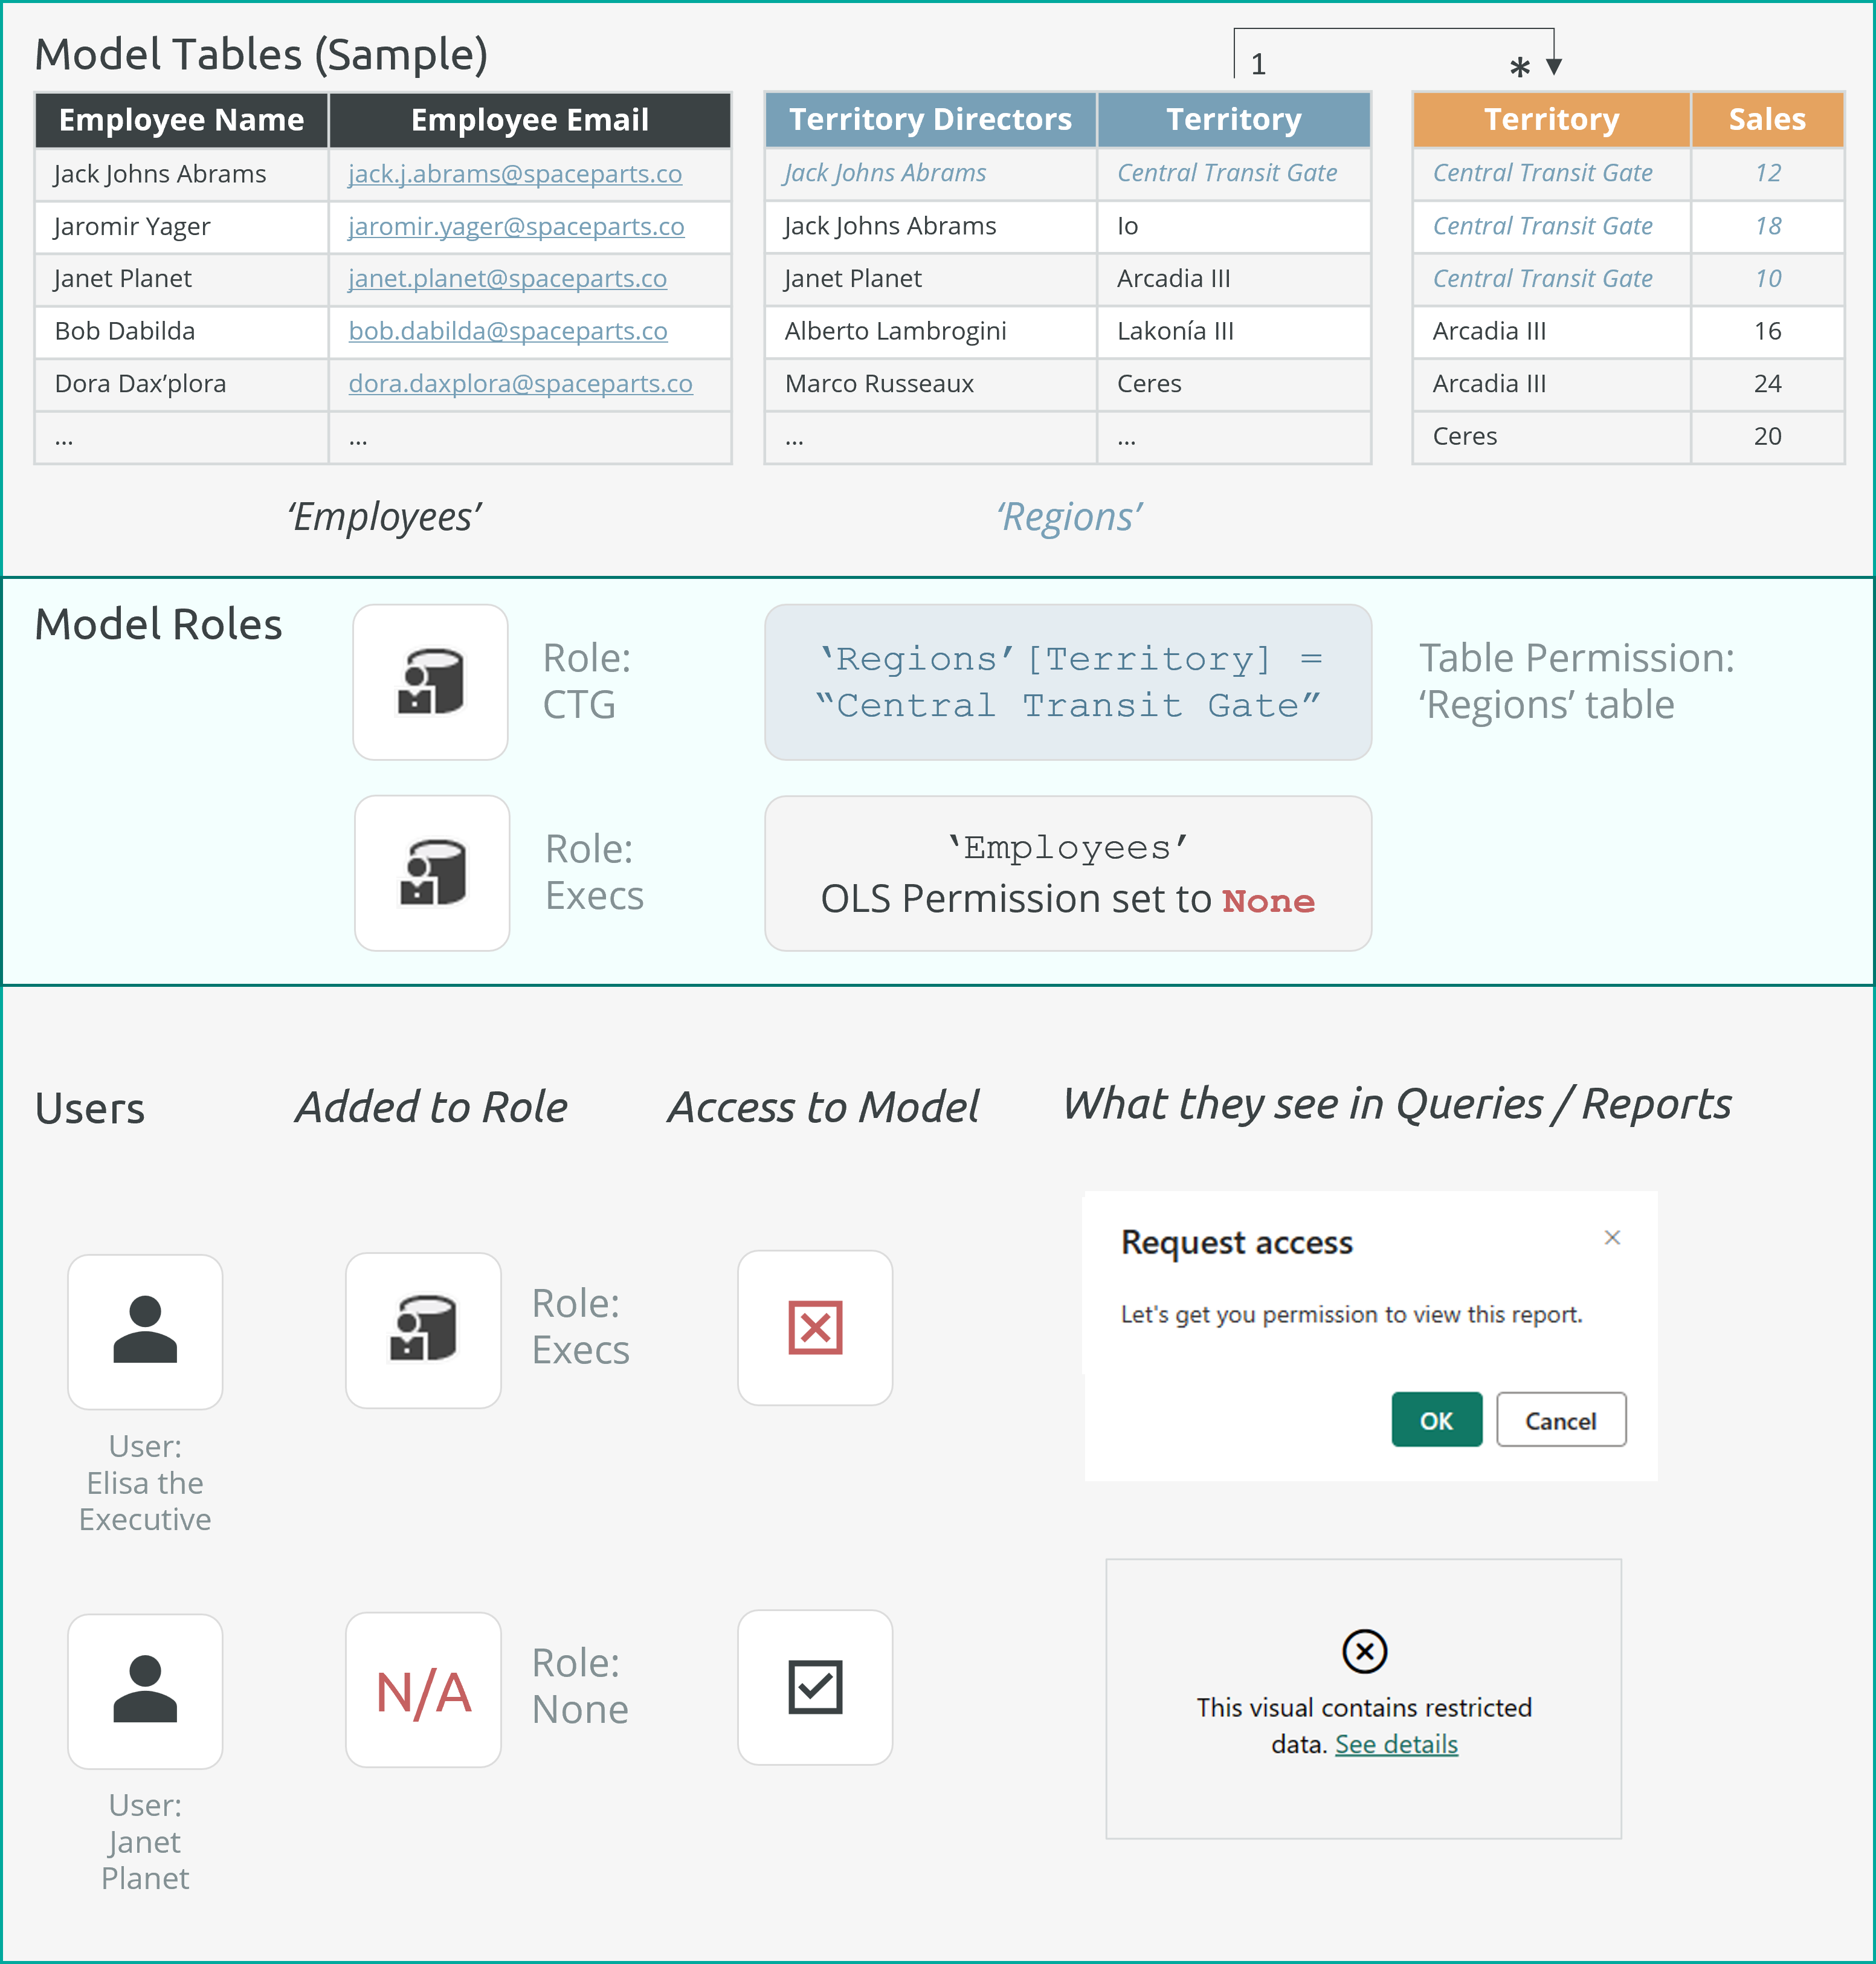 Model Tables (Sample)
1 *
Employee Name Employee Email
Jack Johns Abrams jack.j.abrams@spaceparts.co
Jaromir Yager jaromir.yager@spaceparts.co
Janet Planet janet.planet@spaceparts.co
Bob Dabilda bob.dabilda@spaceparts.co
Dora Dax’plora dora.daxplora@spaceparts.co
... ...
‘Employees’
Territory Directors Territory
Jack Johns Abrams Central Transit Gate
Jack Johns Abrams Io
Janet Planet Arcadia III
Alberto Lambrogini Lakonía III
Marco Russeaux Ceres
... ...
‘Regions’
Territory Sales
Central Transit Gate 12
Central Transit Gate 18
Central Transit Gate 10
Arcadia III 16
Arcadia III 24
Ceres 20
Model Roles
Role:
CTG
‘Regions’[Territory] =
“Central Transit Gate”
Table Permission:
‘Regions’ table
Role:
Execs
‘Employees’
OLS Permission set to None
Users Added to Role Access to Model What they see in Queries / Reports
User:
Elisa the
Executive
Role:
Execs
Request access
Let's get you permission to view this report.
OK Cancel
User:
Janet
Planet
N/A
Role:
None
This visual contains restricted
data. See details